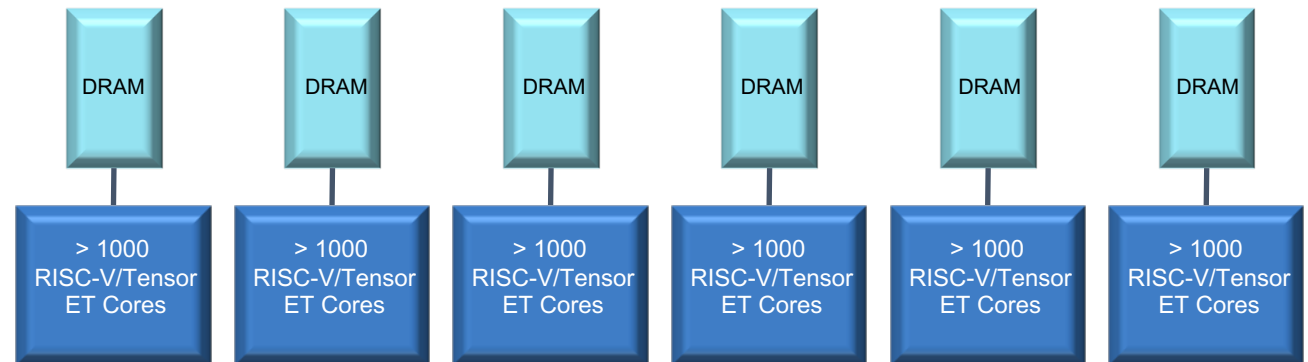 DRAM DRAM DRAM DRAM DRAM DRAM
> 1000 > 1000 > 1000 > 1000 > 1000 > 1000
RISC-V/Tensor RISC-V/Tensor RISC-V/Tensor RISC-V/Tensor RISC-V/Tensor RISC-V/Tensor
ET Cores ET Cores ET Cores ET Cores ET Cores ET Cores